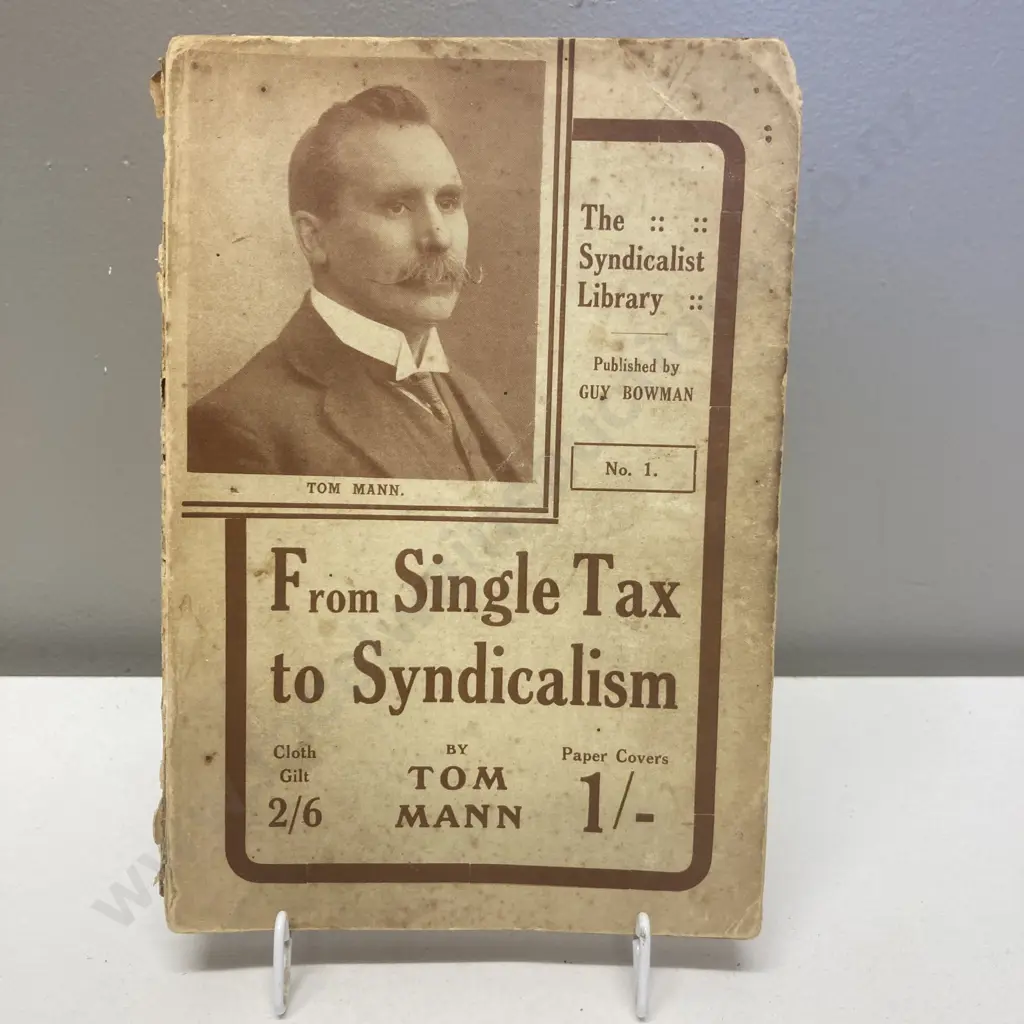 TOM MANN.
The :: ::
Syndicalist
Library ::
Published by
GUY BOWMAN
No. 1.
From Single Tax
to Syndicalism
Cloth
Gilt
2/6
BY
TOM
MANN
Paper Covers
1/-